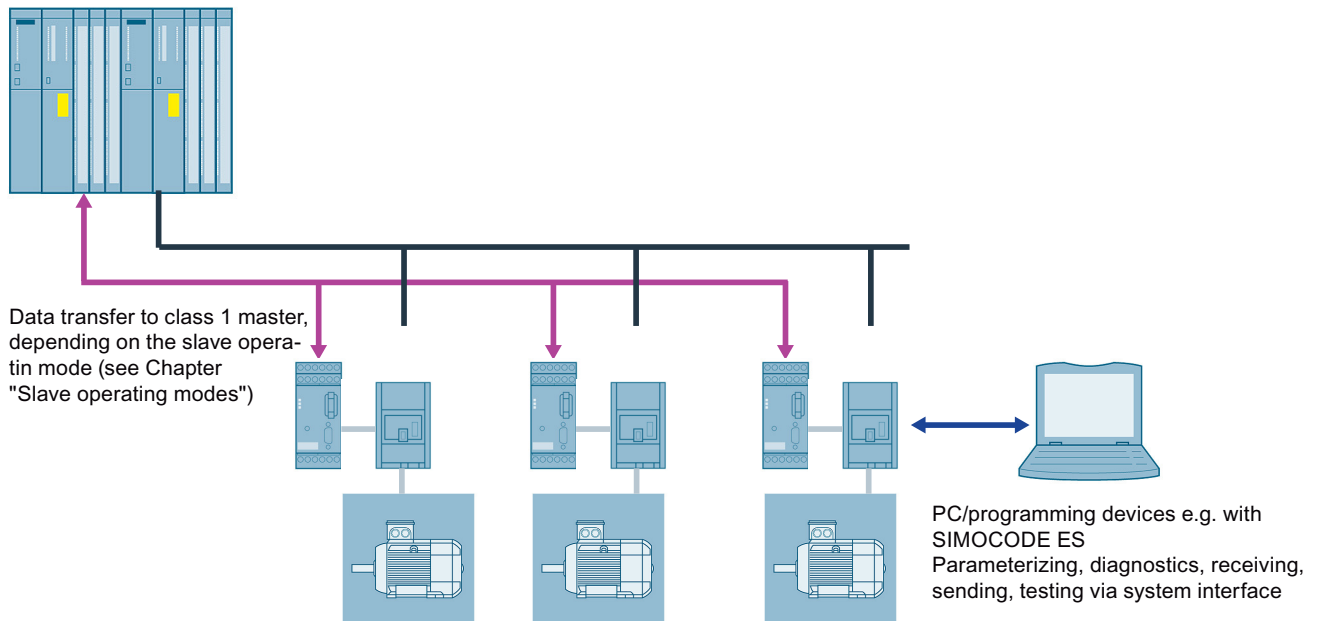 Data transfer to class 1 master,
depending on the slave opera-
tin mode (see Chapter
"Slave operating modes")
PC/programming devices e.g. with
SIMOCODE ES
Parameterizing, diagnostics, receiving,
sending, testing via system interface